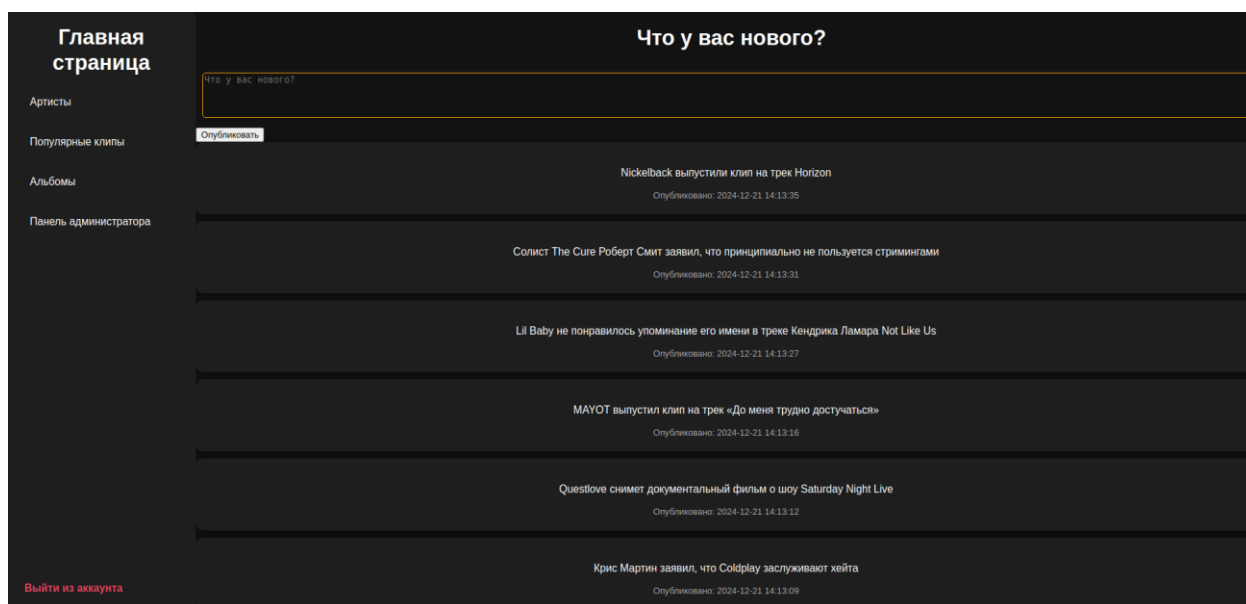 Главная
страница
Артисты
Популярные клипы
Альбомы
Панель администратора
Выйти из аккаунта
Что у вас нового?
Что у вас нового?
Опубликовать
Nickelback выпустили клип на трек Horizon
Опубликовано: 2024-12-21 14:13:35
Солист The Cure Роберт Смит заявил, что принципиально не пользуется стримингами
Опубликовано: 2024-12-21 14:13:31
Lil Baby не понравилось упоминание его имени в треке Кендрика Ламара Not Like Us
Опубликовано: 2024-12-21 14:13:27
MAYOT выпустил клип на трек «До меня трудно достучаться»
Опубликовано: 2024-12-21 14:13:16
Questlove снимет документальный фильм о шоу Saturday Night Live
Опубликовано: 2024-12-21 14:13:12
Крис Мартин заявил, что Coldplay заслуживают хейта
Опубликовано: 2024-12-21 14:13:09